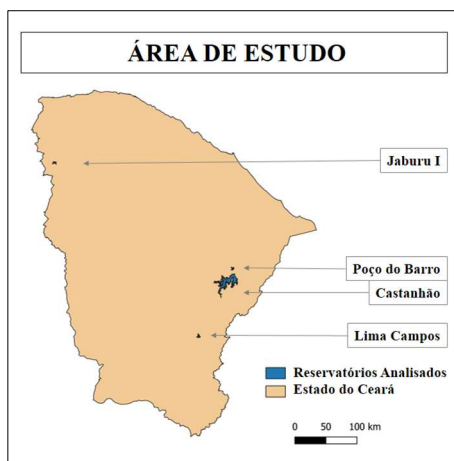 ÁREA DE ESTUDO
Jaburu I
Poço do Barro
Castanhão
Lima Campos
Reservatórios Analisados
Estado do Ceará
0 50 100 km